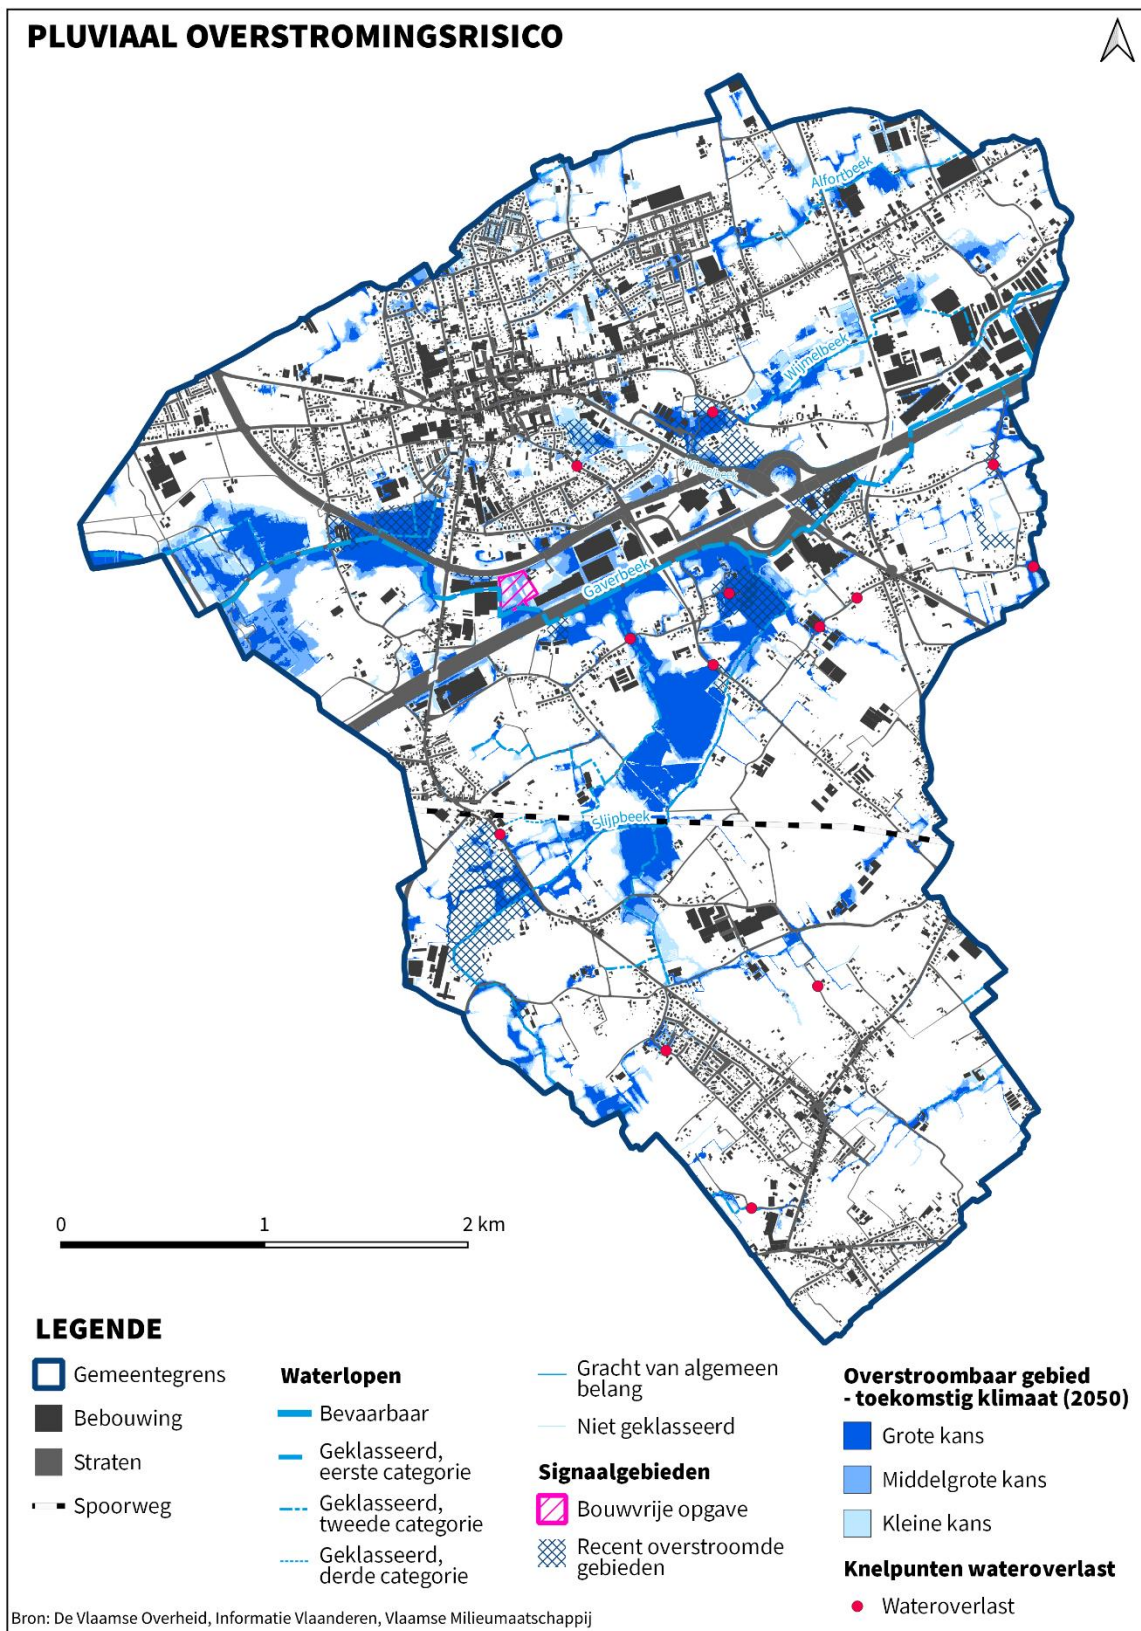 PLUVIAAL OVERSTROMINGSRISICO
Alfortbeek
Wijmelbeek
Wijmelbeek
Gaverbeek
Slijpbeek
0 1 2 km
LEGENDE
Gemeentegrens
Bebouwing
Straten
Spoorweg
Waterlopen
Bevaarbaar
Geklasseerd,
eerste categorie
Geklasseerd,
tweede categorie
Geklasseerd,
derde categorie
Gracht van algemeen
belang
Niet geklasseerd
Signaalgebieden
Bouwvrije opgave
Recent overstroomde
gebieden
Overstroombaar gebied
- toekomstig klimaat (2050)
Grote kans
Middelgrote kans
Kleine kans
Knelpunten wateroverlast
Wateroverlast
Bron: De Vlaamse Overheid, Informatie Vlaanderen, Vlaamse Milieumaatschappij